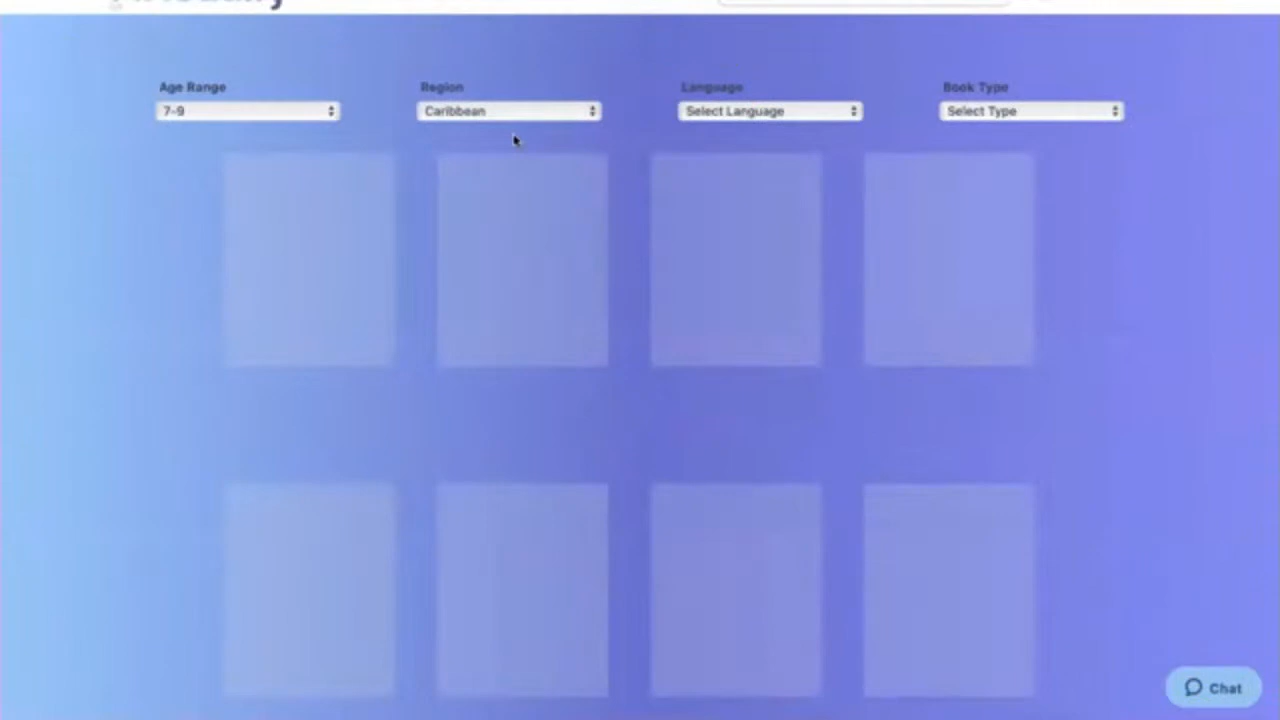 Age Range
Region
Language
Book Type
7-9
Caribbean
Select Language
Select Type
Chat